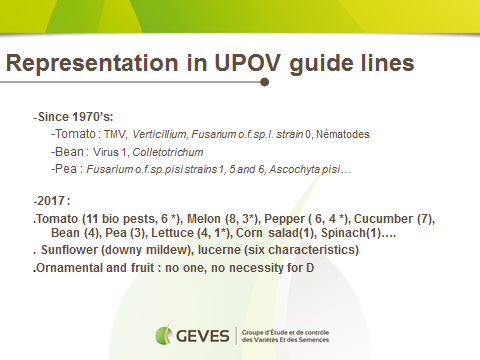 Representation in UPOV guide lines
-Since 1970's:
-Tomato : TMV, Verticillium, Fusarium o.f.sp.l. strain 0, Nématodes
-Bean : Virus 1, Colletotrichum
-Pea : Fusarium o.f.sp.pisi strains 1, 5 and 6, Ascochyta pisi…
-2017 :
.Tomato (11 bio pests, 6 *), Melon (8, 3*), Pepper ( 6, 4 *), Cucumber (7),
Bean (4), Pea (3), Lettuce (4, 1*), Corn salad(1), Spinach(1)….
. Sunflower (downy mildew), lucerne (six characteristics)
.Ornamental and fruit : no one, no necessity for D
GEVES
Groupe d'Étude et de contrôle
des Variétés Et des Semences